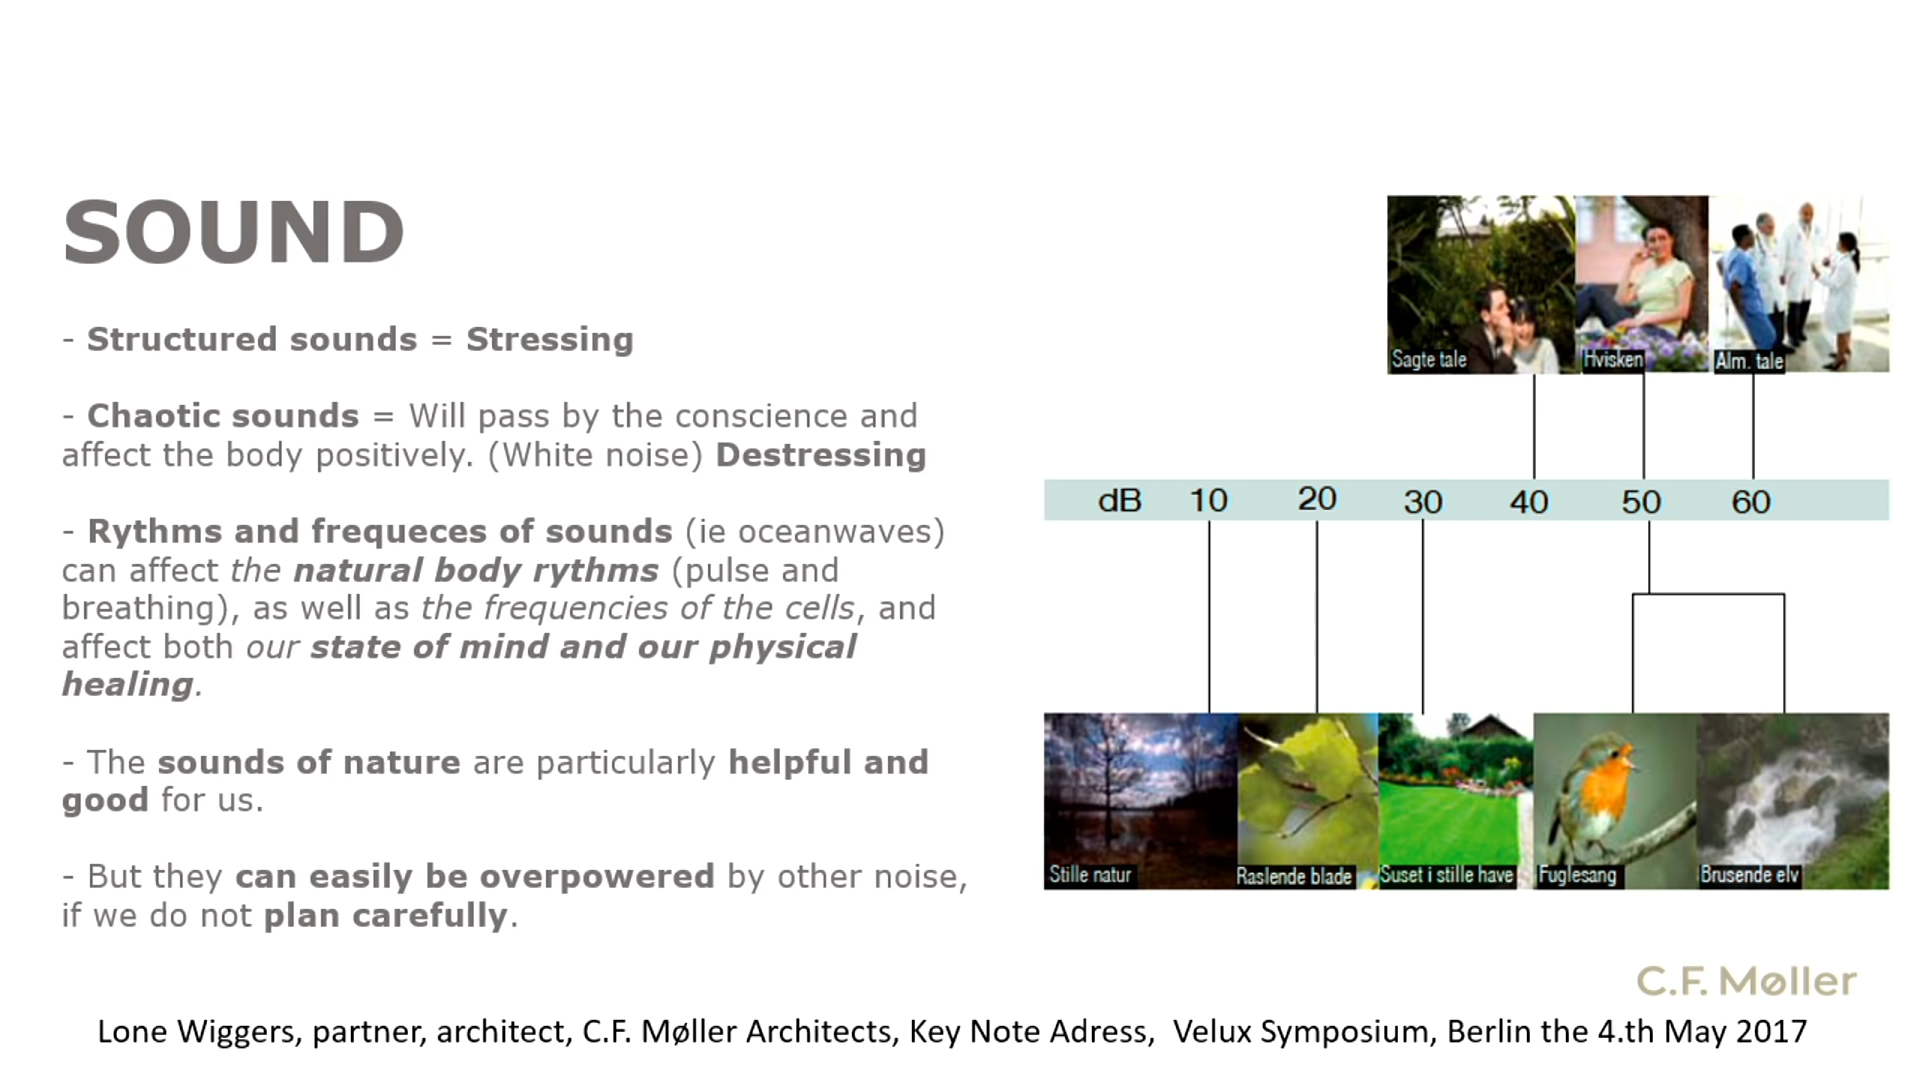 SOUND
- Structured sounds = Stressing
- Chaotic sounds = Will pass by the conscience and
affect the body positively. (White noise) Destressing
- Rythms and frequeces of sounds (ie oceanwaves)
can affect the natural body rythms (pulse and
breathing), as well as the frequencies of the cells, and
affect both our state of mind and our physical
healing.
- The sounds of nature are particularly helpful and
good for us.
- But they can easily be overpowered by other noise,
if we do not plan carefully.
Sagte tale Hvisken Alm. tale
dB 10 20 30 40 50 60
Stille natur Raslende blade Suset i stille have Fuglesang Brusende elv
C.F. Møller
Lone Wiggers, partner, architect, C.F. Møller Architects, Key Note Adress, Velux Symposium, Berlin the 4.th May 2017